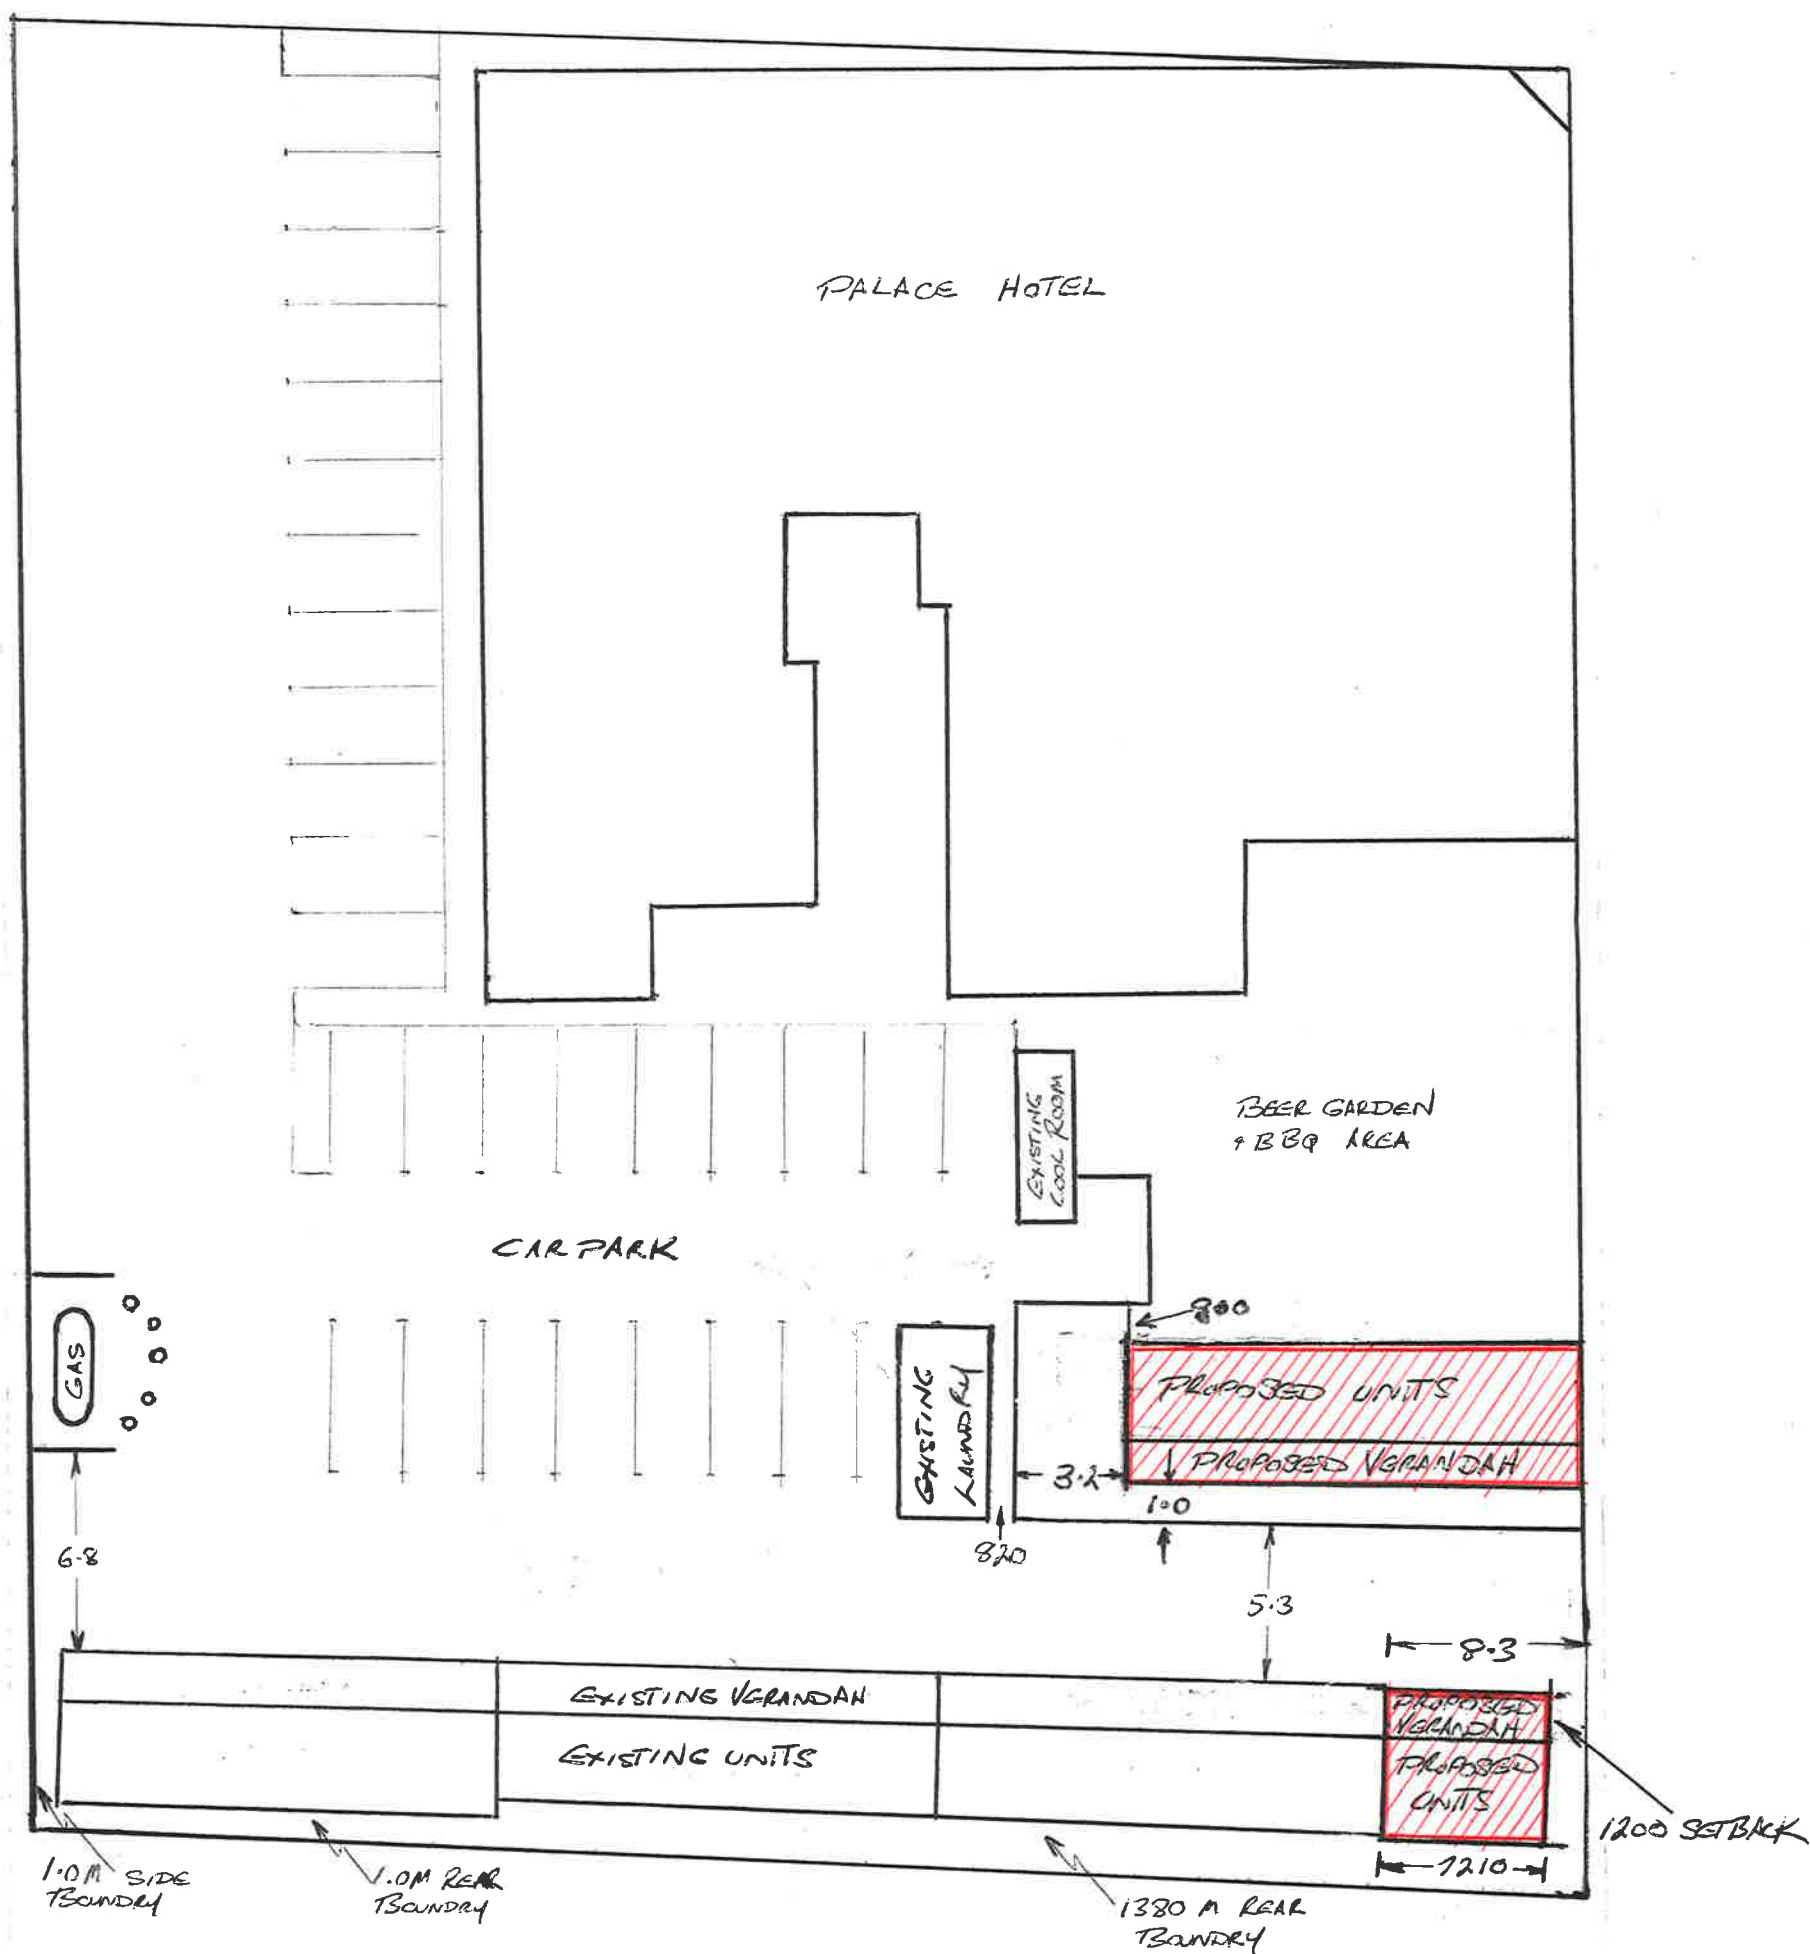 PALACE HOTEL
BEER GARDEN
& BBQ AREA
EXISTING
COOL ROOM
CAR PARK
GAS
800
EXISTING
LAUNDRY
PROPOSED UNITS
PROPOSED VERANDAH
3.2
1.0
820
6.8
5.3
8.3
EXISTING VERANDAH
EXISTING UNITS
PROPOSED
VERANDAH
PROPOSED
UNITS
1200 SETBACK
7210
1.0M SIDE
BOUNDRY
1.0M REAR
BOUNDRY
1380 M REAR
BOUNDRY